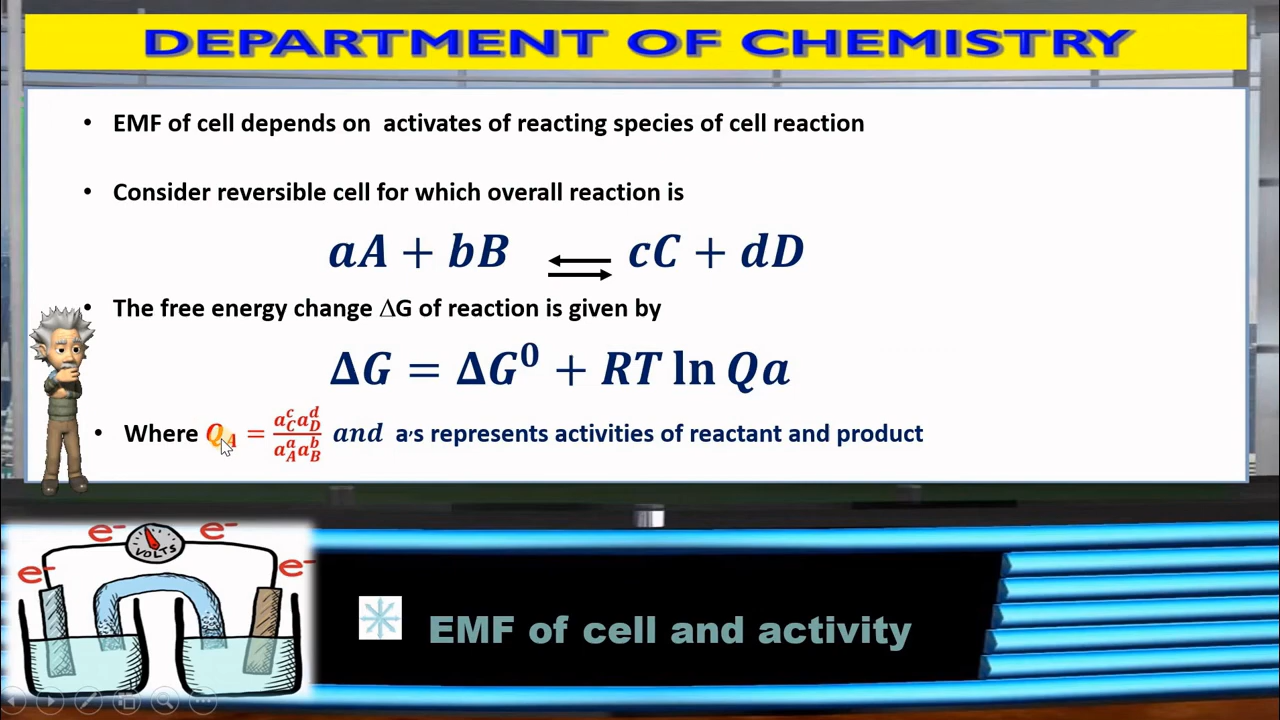 DEPARTMENT OF CHEMISTRY
• EMF of cell depends on activates of reacting species of cell reaction
• Consider reversible cell for which overall reaction is
aA + bB ⇌ cC + dD
• The free energy change ∆G of reaction is given by
ΔG = ΔG⁰ + RT ln Qa
• Where Q_A = \frac{a_C^c a_D^d}{a_A^a a_B^b} and a,s represents activities of reactant and product
e⁻ e⁻
VOLTS
e⁻ e⁻
EMF of cell and activity